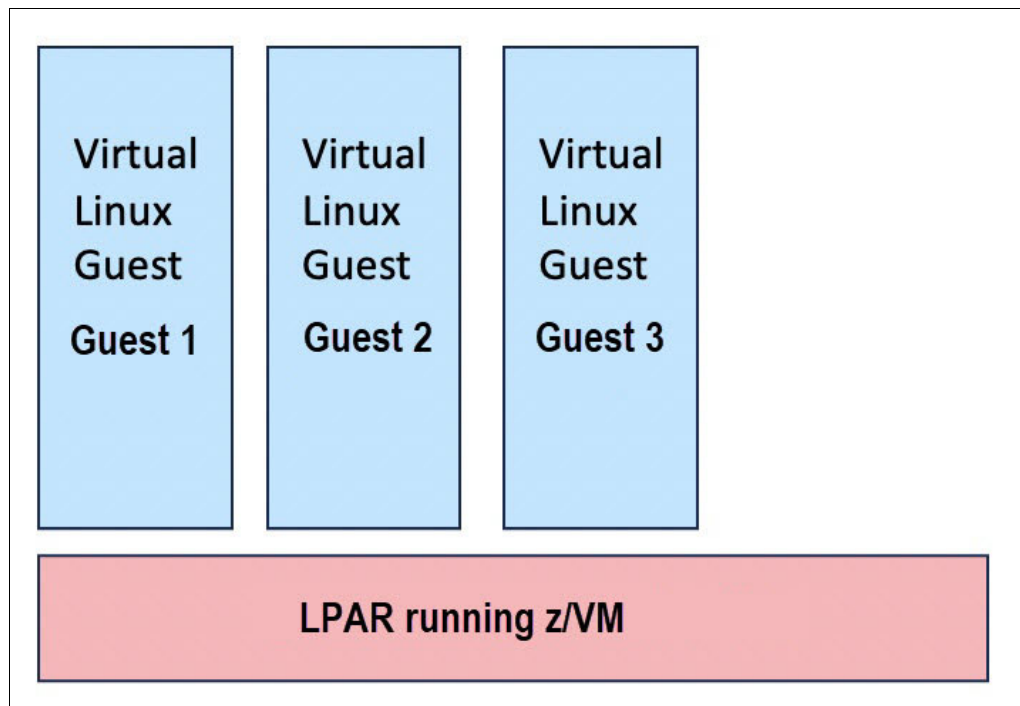 Virtual
Linux
Guest
Guest 1
Virtual
Linux
Guest
Guest 2
Virtual
Linux
Guest
Guest 3
LPAR running z/VM